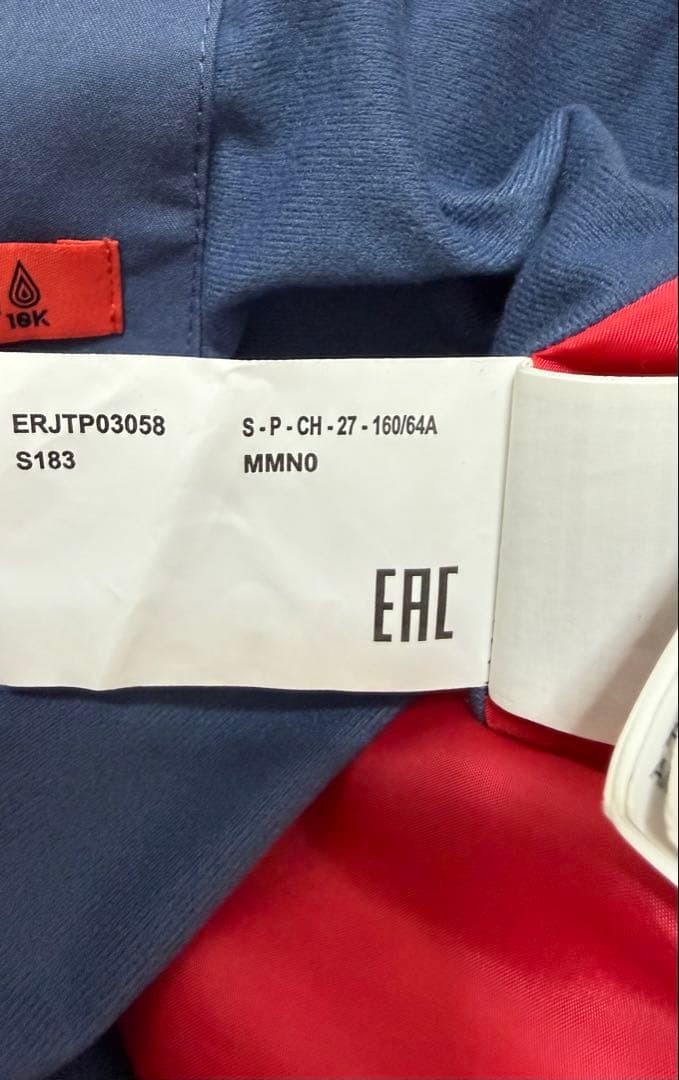 10K
ERJTP03058
S183
S - P - CH - 27 - 160/64A
MMN0
EAC